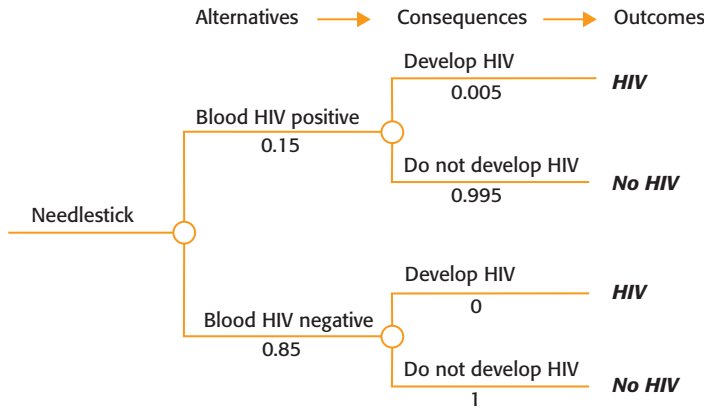 Alternatives Consequences Outcomes
Develop HIV
0.005
HIV
Blood HIV positive
0.15
Do not develop HIV
0.995
No HIV
Needlestick
Develop HIV
0
HIV
Blood HIV negative
0.85
Do not develop HIV
1
No HIV